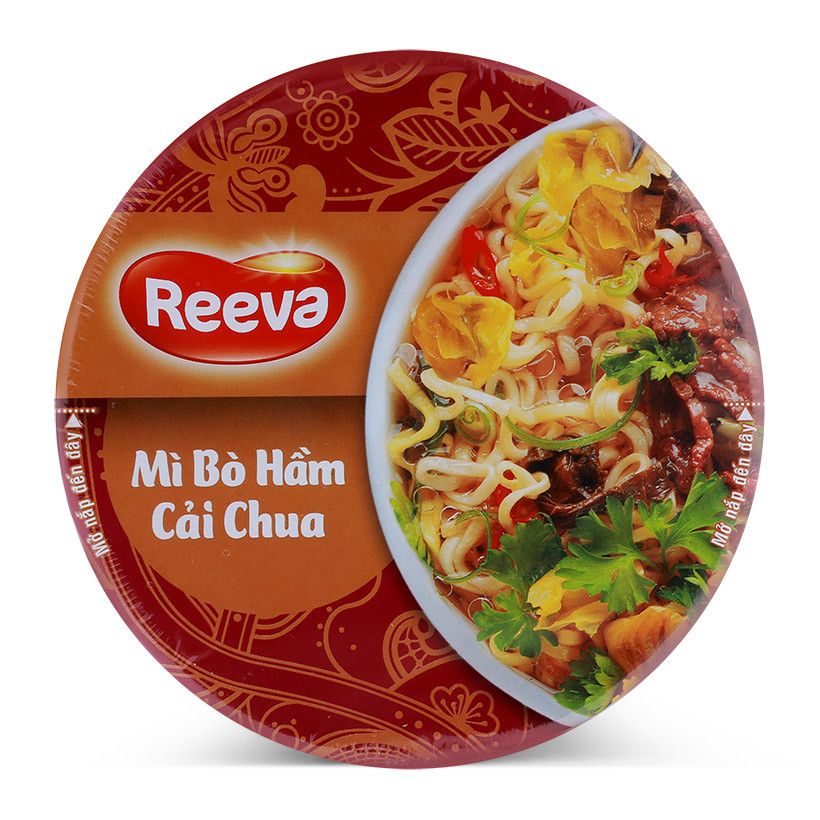 Reeva
Mì Bò Hầm
Cải Chua
Mở nắp đến đây
Mở nắp đến đây